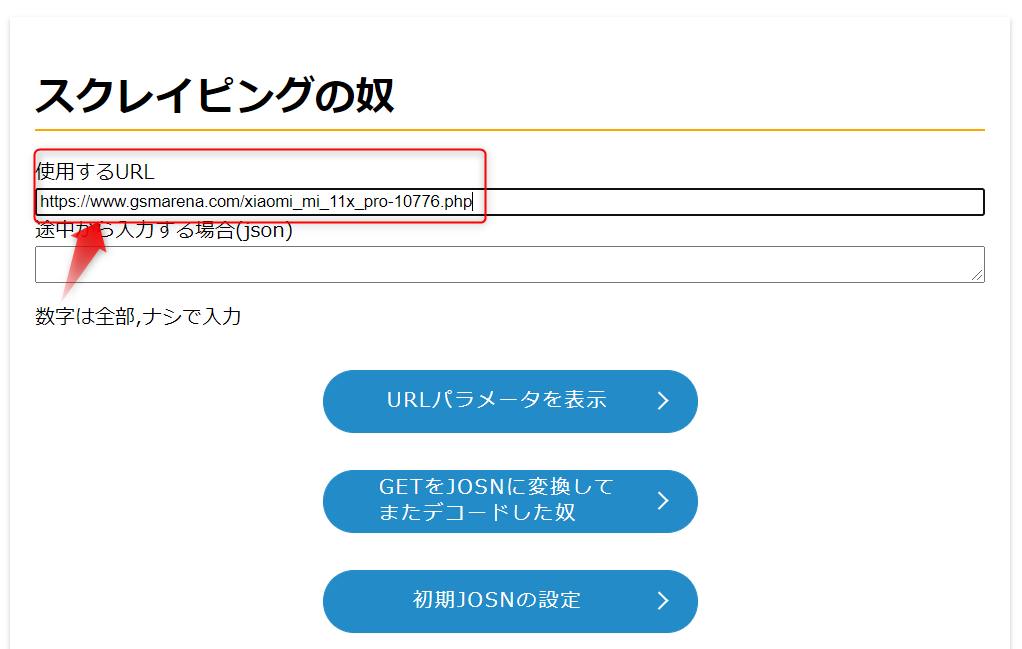 スクレイピングの奴
使用するURL
https://www.gsmarena.com/xiaomi_mi_11x_pro-10776.php
途中から入力する場合(json)
数字は全部,ナシで入力
URLパラメータを表示
GETをJOSNに変換して
またデコードした奴
初期JOSNの設定